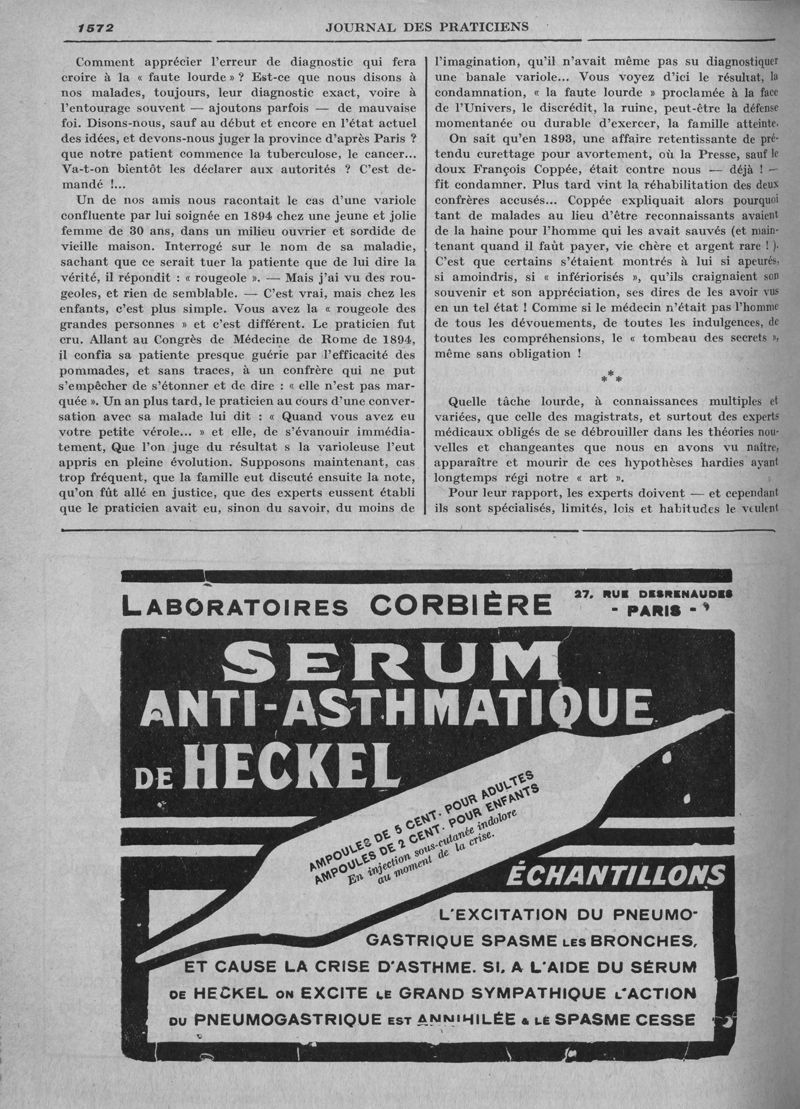 1572
JOURNAL DES PRATICIENS
Comment apprécier l'erreur de diagnostic qui fera
croire à la « faute lourde » ? Est-ce que nous disons à
nos malades, toujours, leur diagnostic exact, voire à
l'entourage souvent — ajoutons parfois — de mauvaise
foi. Disons-nous, sauf au début et encore en l'état actuel
des idées, et devons-nous juger la province d'après Paris ?
que notre patient commence la tuberculose, le cancer...
Va-t-on bientôt les déclarer aux autorités ? C'est de-
mandé !...
Un de nos amis nous racontait le cas d'une variole
confluente par lui soignée en 1894 chez une jeune et jolie
femme de 30 ans, dans un milieu ouvrier et sordide de
vieille maison. Interrogé sur le nom de sa maladie,
sachant que ce serait tuer la patiente que de lui dire la
vérité, il répondit : « rougeole ». — Mais j'ai vu des rou-
geoles, et rien de semblable. — C'est vrai, mais chez les
enfants, c'est plus simple. Vous avez la « rougeole des
grandes personnes » et c'est différent. Le praticien fut
cru. Allant au Congrès de Médecine de Rome de 1894,
il confia sa patiente presque guérie par l'efficacité des
pommades, et sans traces, à un confrère qui ne put
s'empêcher de s'étonner et de dire : « elle n'est pas mar-
quée ». Un an plus tard, le praticien au cours d'une conver-
sation avec sa malade lui dit : « Quand vous avez eu
votre petite vérole... » et elle, de s'évanouir immédia-
tement, Que l'on juge du résultat s la varioleuse l'eut
appris en pleine évolution. Supposons maintenant, cas
trop fréquent, que la famille eut discuté ensuite la note,
qu'on fût allé en justice, que des experts eussent établi
que le praticien avait eu, sinon du savoir, du moins de
l'imagination, qu'il n'avait même pas su diagnostiquer
une banale variole... Vous voyez d'ici le résultat, la
condamnation, « la faute lourde » proclamée à la face
de l'Univers, le discrédit, la ruine, peut-être la défense
momentanée ou durable d'exercer, la famille atteinte.
On sait qu'en 1893, une affaire retentissante de pré-
tendu curettage pour avortement, où la Presse, sauf le
doux François Coppée, était contre nous — déjà ! —
fit condamner. Plus tard vint la réhabilitation des deux
confrères accusés... Coppée expliquait alors pourquoi
tant de malades au lieu d'être reconnaissants avaient
de la haine pour l'homme qui les avait sauvés (et main-
tenant quand il faût payer, vie chère et argent rare ! ).
C'est que certains s'étaient montrés à lui si apeurés,
si amoindris, si « infériorisés », qu'ils craignaient son
souvenir et son appréciation, ses dires de les avoir vus
en un tel état ! Comme si le médecin n'était pas l'homme
de tous les dévouements, de toutes les indulgences, de
toutes les compréhensions, le « tombeau des secrets »,
même sans obligation !
*
* *
Quelle tâche lourde, à connaissances multiples et
variées, que celle des magistrats, et surtout des experts
médicaux obligés de se débrouiller dans les théories nou-
velles et changeantes que nous en avons vu naître,
apparaître et mourir de ces hypothèses hardies ayant
longtemps régi notre « art ».
Pour leur rapport, les experts doivent — et cependant
ils sont spécialisés, limités, lois et habitudes le veulent
LABORATOIRES CORBIÈRE
27, RUE DESRENAUDES
- PARIS - 9
SERUM
ANTI-ASTHMATIQUE
DE HECKEL
AMPOULES DE 5 CENT. POUR ADULTES
AMPOULES DE 2 CENT. POUR ENFANTS
En injection sous-cutanée indolore
au moment de la crise.
ÉCHANTILLONS
L'EXCITATION DU PNEUMO-
GASTRIQUE SPASME LES BRONCHES,
ET CAUSE LA CRISE D'ASTHME. SI, A L'AIDE DU SÉRUM
DE HECKEL ON EXCITE LE GRAND SYMPATHIQUE L'ACTION
DU PNEUMOGASTRIQUE EST ANNIHILÉE & LE SPASME CESSE